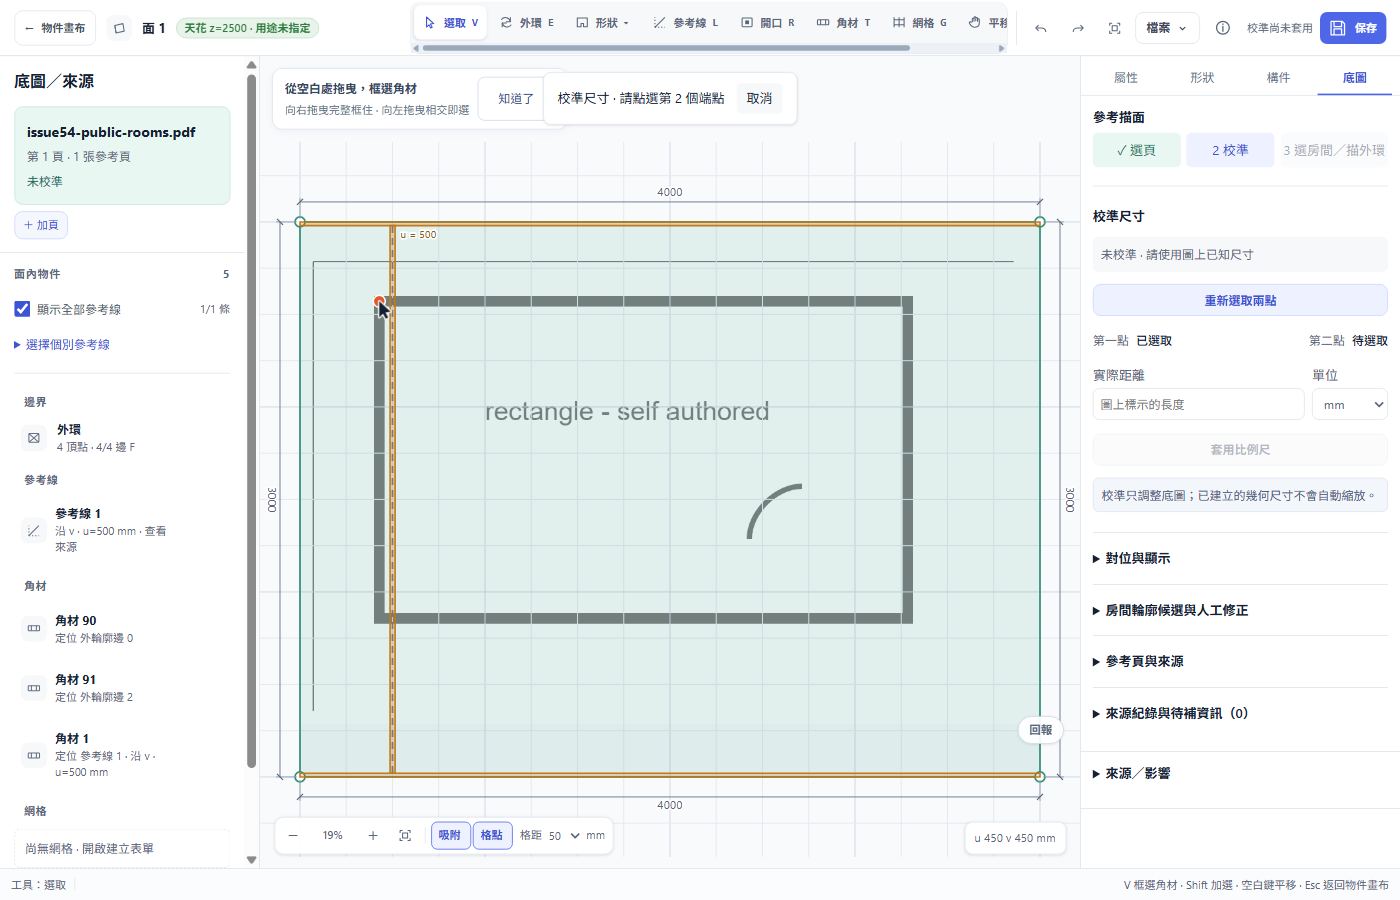 ← 物件畫布
面 1
天花 z=2500 · 用途未指定
選取 V
外環 E
形狀
參考線 L
開口 R
角材 T
網格 G
檔案
校準尚未套用
保存
底圖／來源
issue54-public-rooms.pdf
第 1 頁 · 1 張參考頁
未校準
＋ 加頁
面內物件 5
顯示全部參考線 1/1 條
選擇個別參考線
邊界
外環
4 頂點 · 4/4 邊 F
參考線
參考線 1
沿 v · u=500 mm · 查看
來源
角材
角材 90
定位 外輪廓邊 0
角材 91
定位 外輪廓邊 2
角材 1
定位 參考線 1 · 沿 v ·
u=500 mm
網格
尚無網格 · 開啟建立表單
從空白處拖曳，框選角材
向右拖曳完整框住 · 向左拖曳相交即選
知道了
校準尺寸 · 請點選第 2 個端點
取消
4000
u = 500
3000
3000
rectangle - self authored
回報
4000
− 19% +
吸附
格點
格距 50 mm
u 450 v 450 mm
屬性
形狀
構件
底圖
參考描面
✓ 選頁
2 校準
3 選房間／描外環
校準尺寸
未校準 · 請使用圖上已知尺寸
重新選取兩點
第一點 已選取
第二點 待選取
實際距離
單位
圖上標示的長度
mm
套用比例尺
校準只調整底圖；已建立的幾何尺寸不會自動縮放。
對位與顯示
房間輪廓候選與人工修正
參考頁與來源
來源紀錄與待補資訊（0）
來源／影響
工具：選取
V 框選角材 · Shift 加選 · 空白鍵平移 · Esc 返回物件畫布